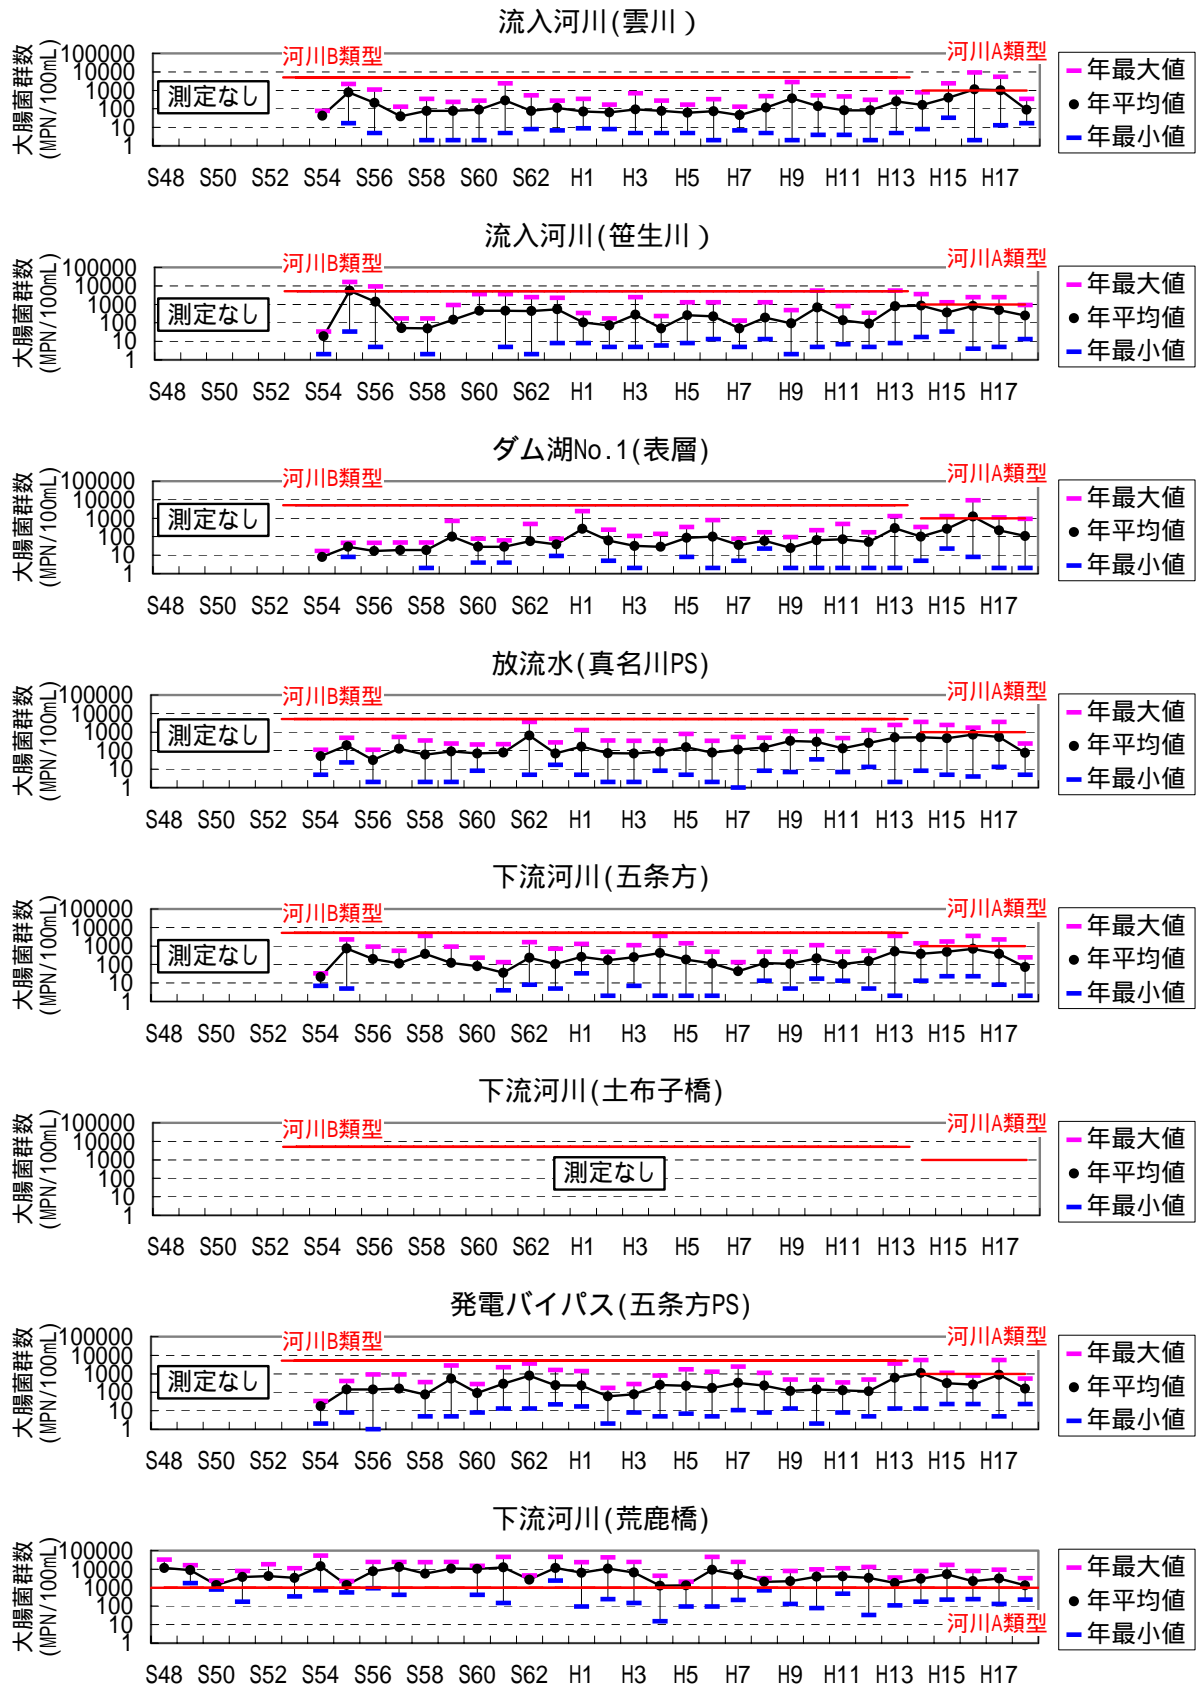 流入河川(雲川)
大腸菌群数
(MPN/100mL)
100000
10000
1000
100
10
1
河川B類型
河川A類型
測定なし
年最大値
年平均値
年最小値
S48 S50 S52 S54 S56 S58 S60 S62 H1 H3 H5 H7 H9 H11 H13 H15 H17
流入河川(笹生川)
大腸菌群数
(MPN/100mL)
100000
10000
1000
100
10
1
河川B類型
河川A類型
測定なし
年最大値
年平均値
年最小値
S48 S50 S52 S54 S56 S58 S60 S62 H1 H3 H5 H7 H9 H11 H13 H15 H17
ダム湖No.1(表層)
大腸菌群数
(MPN/100mL)
100000
10000
1000
100
10
1
河川B類型
河川A類型
測定なし
年最大値
年平均値
年最小値
S48 S50 S52 S54 S56 S58 S60 S62 H1 H3 H5 H7 H9 H11 H13 H15 H17
放流水(真名川PS)
大腸菌群数
(MPN/100mL)
100000
10000
1000
100
10
1
河川B類型
河川A類型
測定なし
年最大値
年平均値
年最小値
S48 S50 S52 S54 S56 S58 S60 S62 H1 H3 H5 H7 H9 H11 H13 H15 H17
下流河川(五条方)
大腸菌群数
(MPN/100mL)
100000
10000
1000
100
10
1
河川B類型
河川A類型
測定なし
年最大値
年平均値
年最小値
S48 S50 S52 S54 S56 S58 S60 S62 H1 H3 H5 H7 H9 H11 H13 H15 H17
下流河川(土布子橋)
大腸菌群数
(MPN/100mL)
100000
10000
1000
100
10
1
河川B類型
河川A類型
測定なし
年最大値
年平均値
年最小値
S48 S50 S52 S54 S56 S58 S60 S62 H1 H3 H5 H7 H9 H11 H13 H15 H17
発電バイパス(五条方PS)
大腸菌群数
(MPN/100mL)
100000
10000
1000
100
10
1
河川B類型
河川A類型
測定なし
年最大値
年平均値
年最小値
S48 S50 S52 S54 S56 S58 S60 S62 H1 H3 H5 H7 H9 H11 H13 H15 H17
下流河川(荒鹿橋)
大腸菌群数
(MPN/100mL)
100000
10000
1000
100
10
1
河川A類型
年最大値
年平均値
年最小値
S48 S50 S52 S54 S56 S58 S60 S62 H1 H3 H5 H7 H9 H11 H13 H15 H17